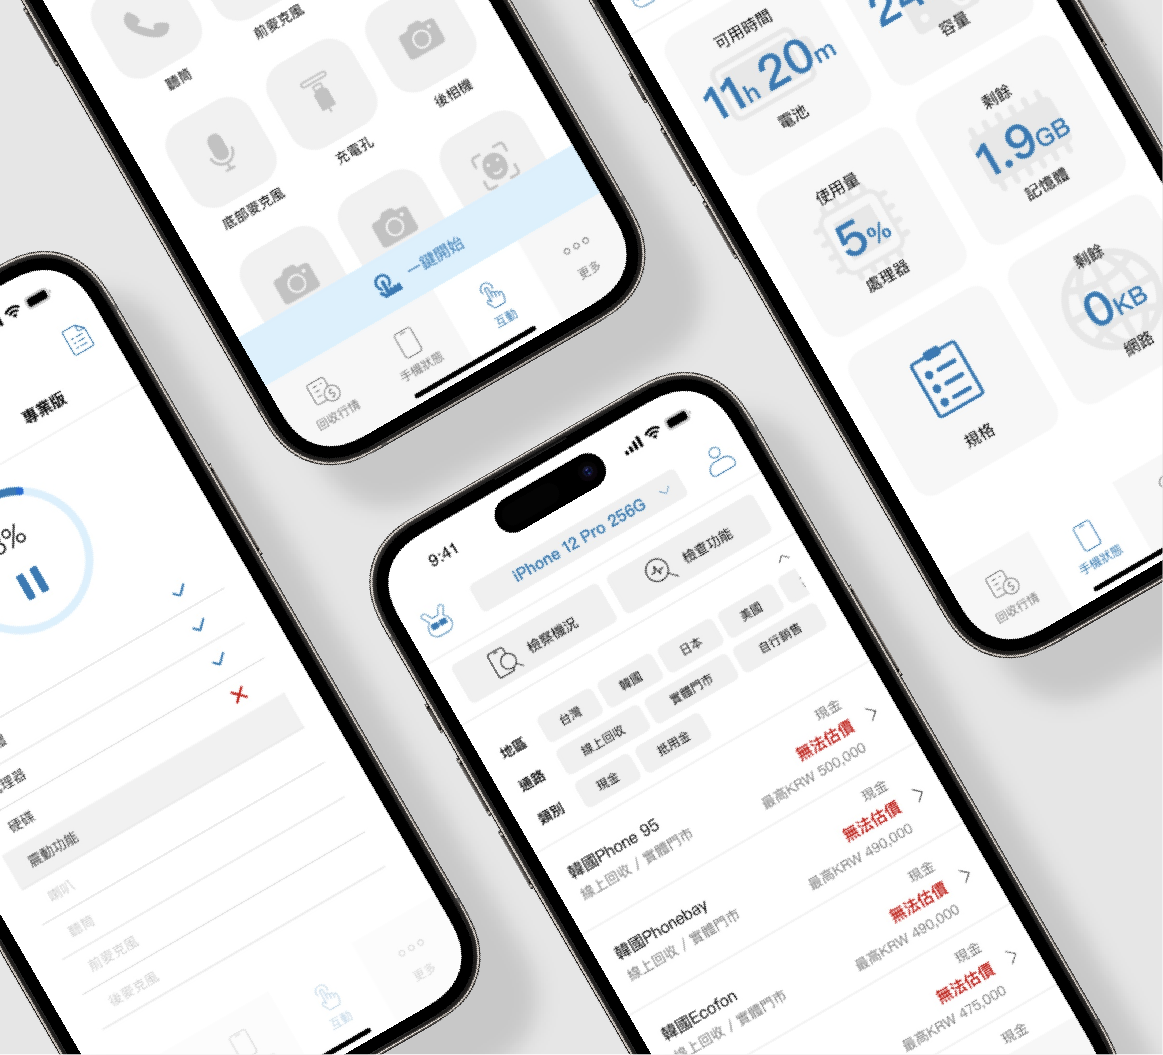 前麥克風
聽筒
後相機
充電孔
底部麥克風
一鍵開始
更多
互動
手機狀態
回收行情
可用時間
11h 20m
電池
容量
剩餘
1.9GB
記憶體
使用量
5%
處理器
剩餘
0KB
網路
規格
手機狀態
回收行情
專業版
%
理器
硬碟
震動功能
喇叭
聽筒
前麥克風
後麥克風
更多
互動
9:41
iPhone 12 Pro 256G
檢查功能
檢察機況
地區
台灣
韓國
日本
美國
通路
線上回收
實體門市
自行銷售
類別
現金
抵用金
韓國Phone 95
線上回收 / 實體門市
現金
無法估價
最高KRW 500,000
韓國Phonebay
線上回收 / 實體門市
現金
無法估價
最高KRW 490,000
韓國Ecofon
線上回收 / 實體門市
現金
無法估價
最高KRW 490,000
現金
無法估價
最高KRW 475,000
現金